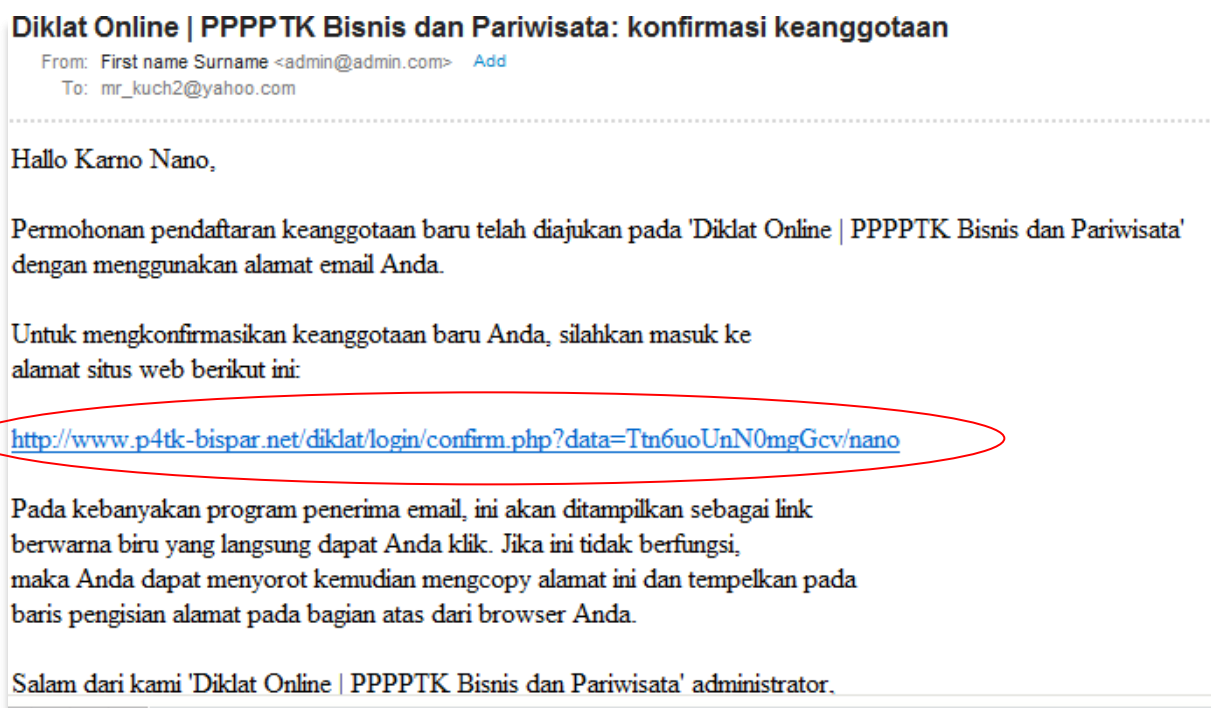 Diklat Online | PPPPTK Bisnis dan Pariwisata: konfirmasi keanggotaan
From: First name Surname <admin@admin.com> Add
To: mr_kuch2@yahoo.com
Hallo Karno Nano,
Permohonan pendaftaran keanggotaan baru telah diajukan pada 'Diklat Online | PPPPTK Bisnis dan Pariwisata'
dengan menggunakan alamat email Anda.
Untuk mengkonfirmasikan keanggotaan baru Anda, silahkan masuk ke
alamat situs web berikut ini:
http://www.p4tk-bispar.net/diklat/login/confirm.php?data=Ttn6uoUnN0mgGcv/nano
Pada kebanyakan program penerima email, ini akan ditampilkan sebagai link
berwarna biru yang langsung dapat Anda klik. Jika ini tidak berfungsi,
maka Anda dapat menyorot kemudian mengcopy alamat ini dan tempelkan pada
baris pengisian alamat pada bagian atas dari browser Anda.
Salam dari kami 'Diklat Online | PPPPTK Bisnis dan Pariwisata' administrator,